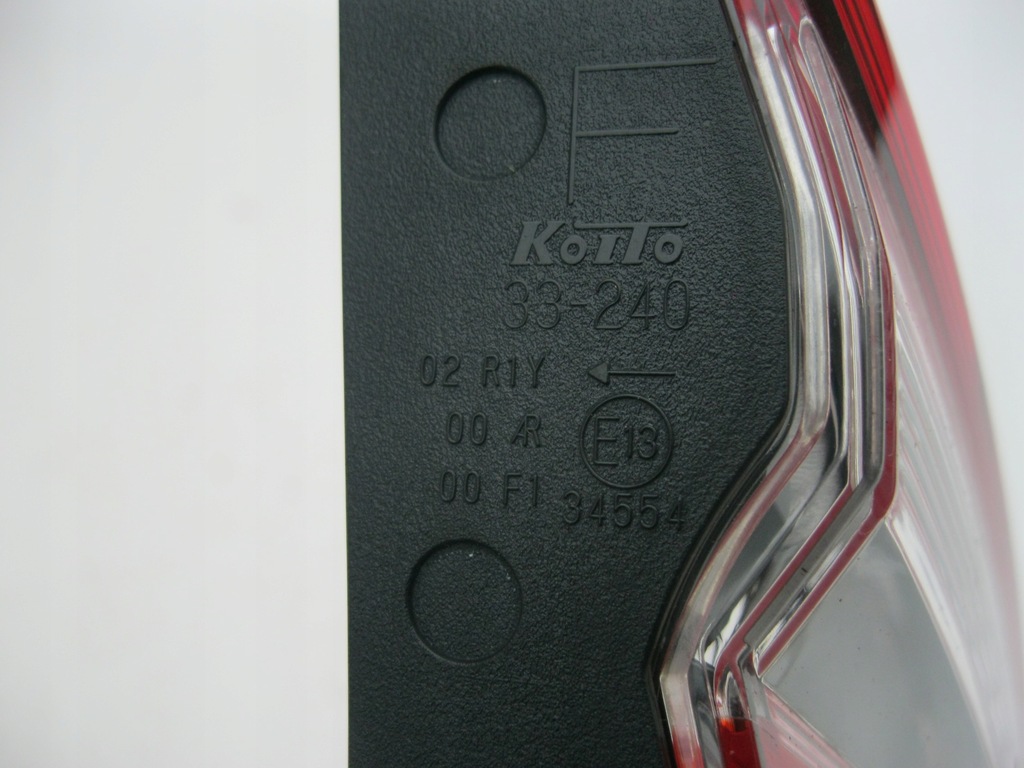 F
KOITO
33-240
02 R1Y ←
00 AR E13
00 F1 34554